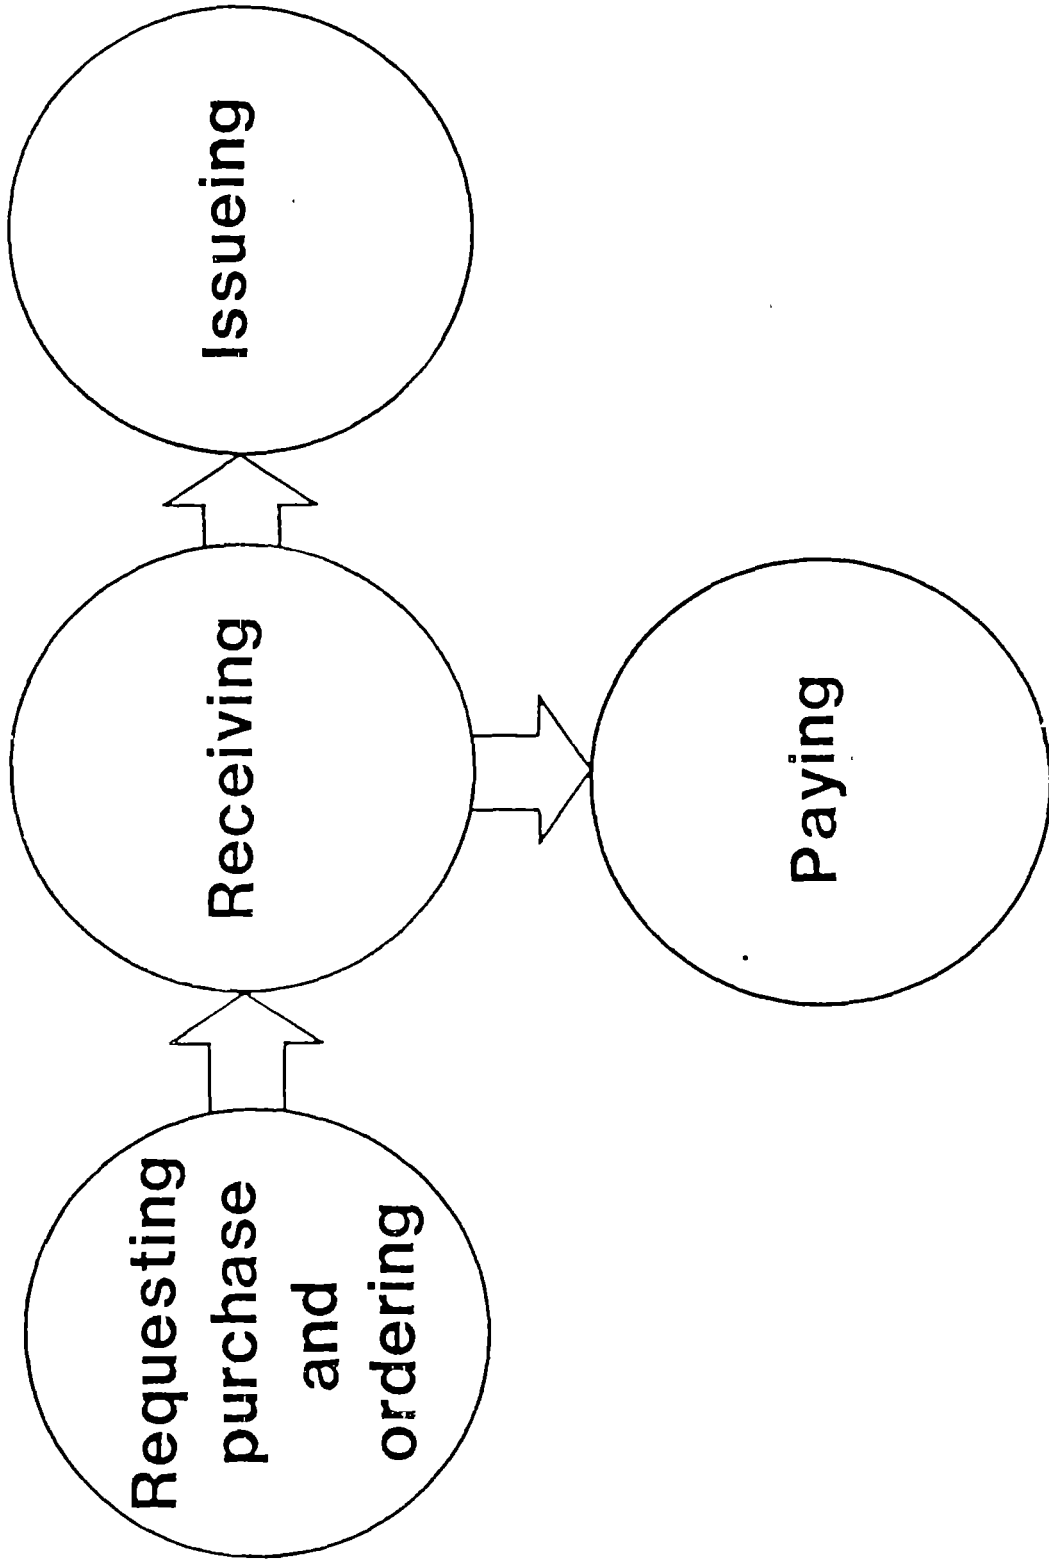 Requesting
purchase
and
ordering
Receiving
Issueing
Paying